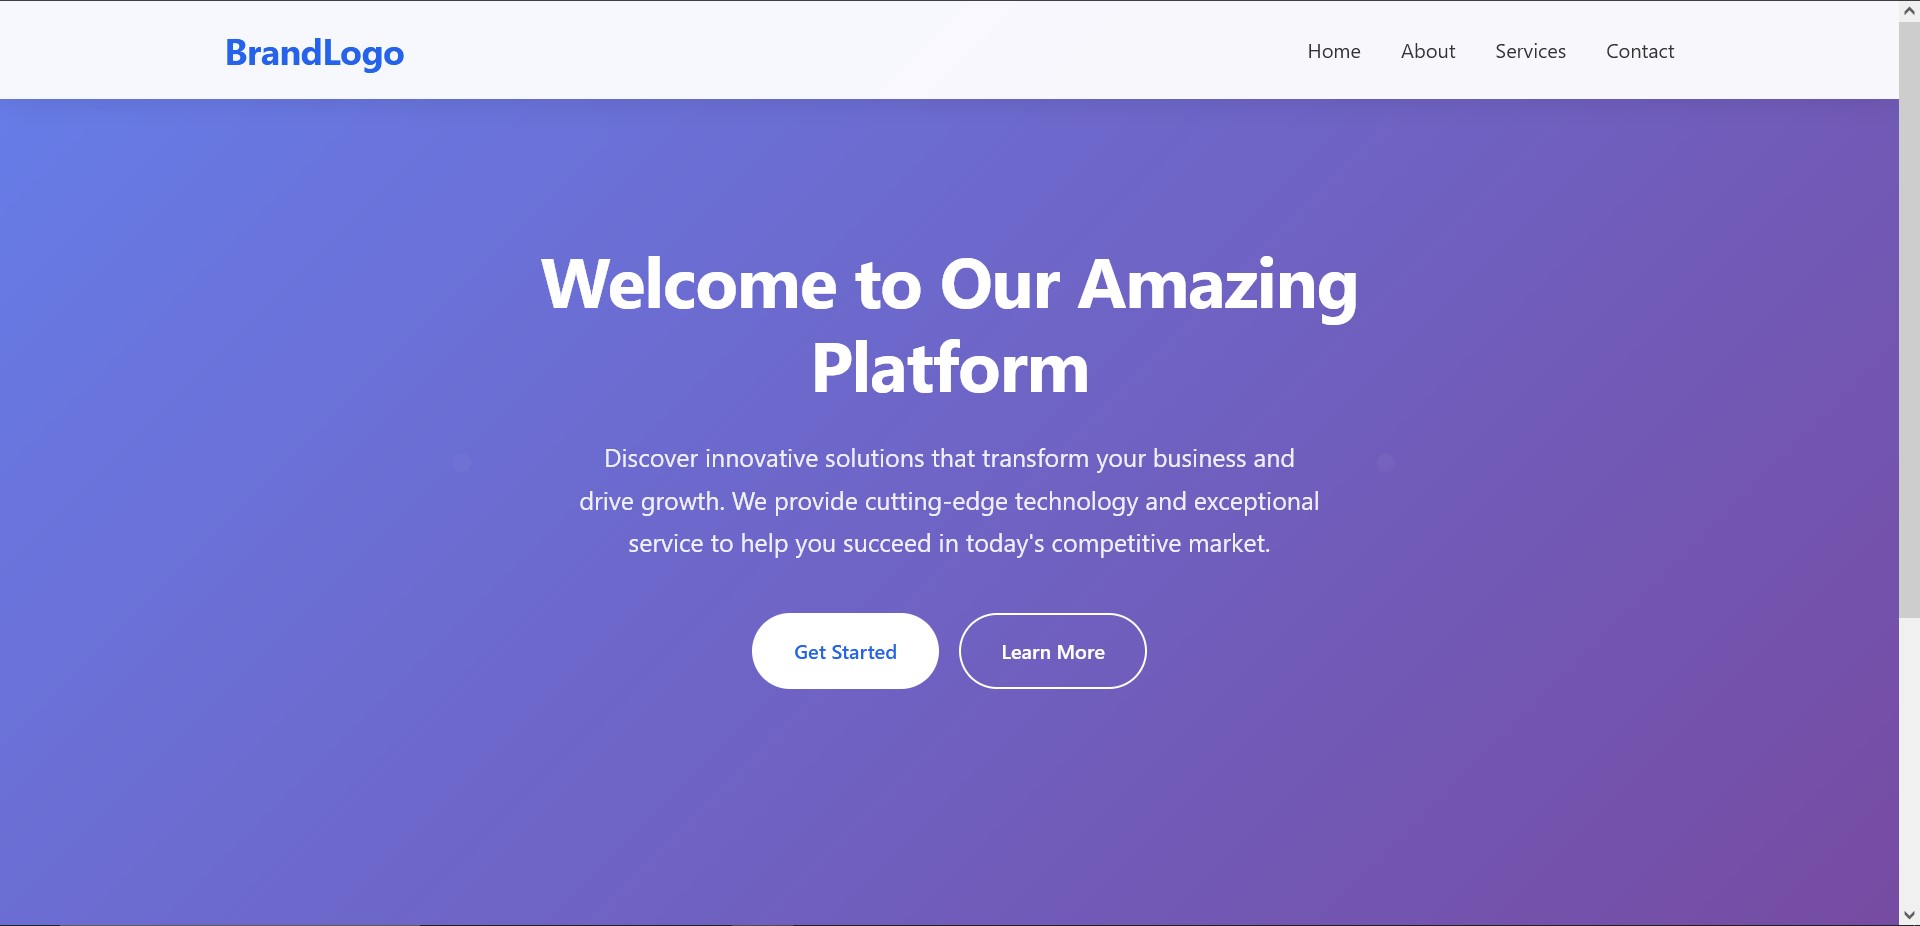 BrandLogo
Home About Services Contact
Welcome to Our Amazing
Platform
Discover innovative solutions that transform your business and
drive growth. We provide cutting-edge technology and exceptional
service to help you succeed in today's competitive market.
Get Started Learn More